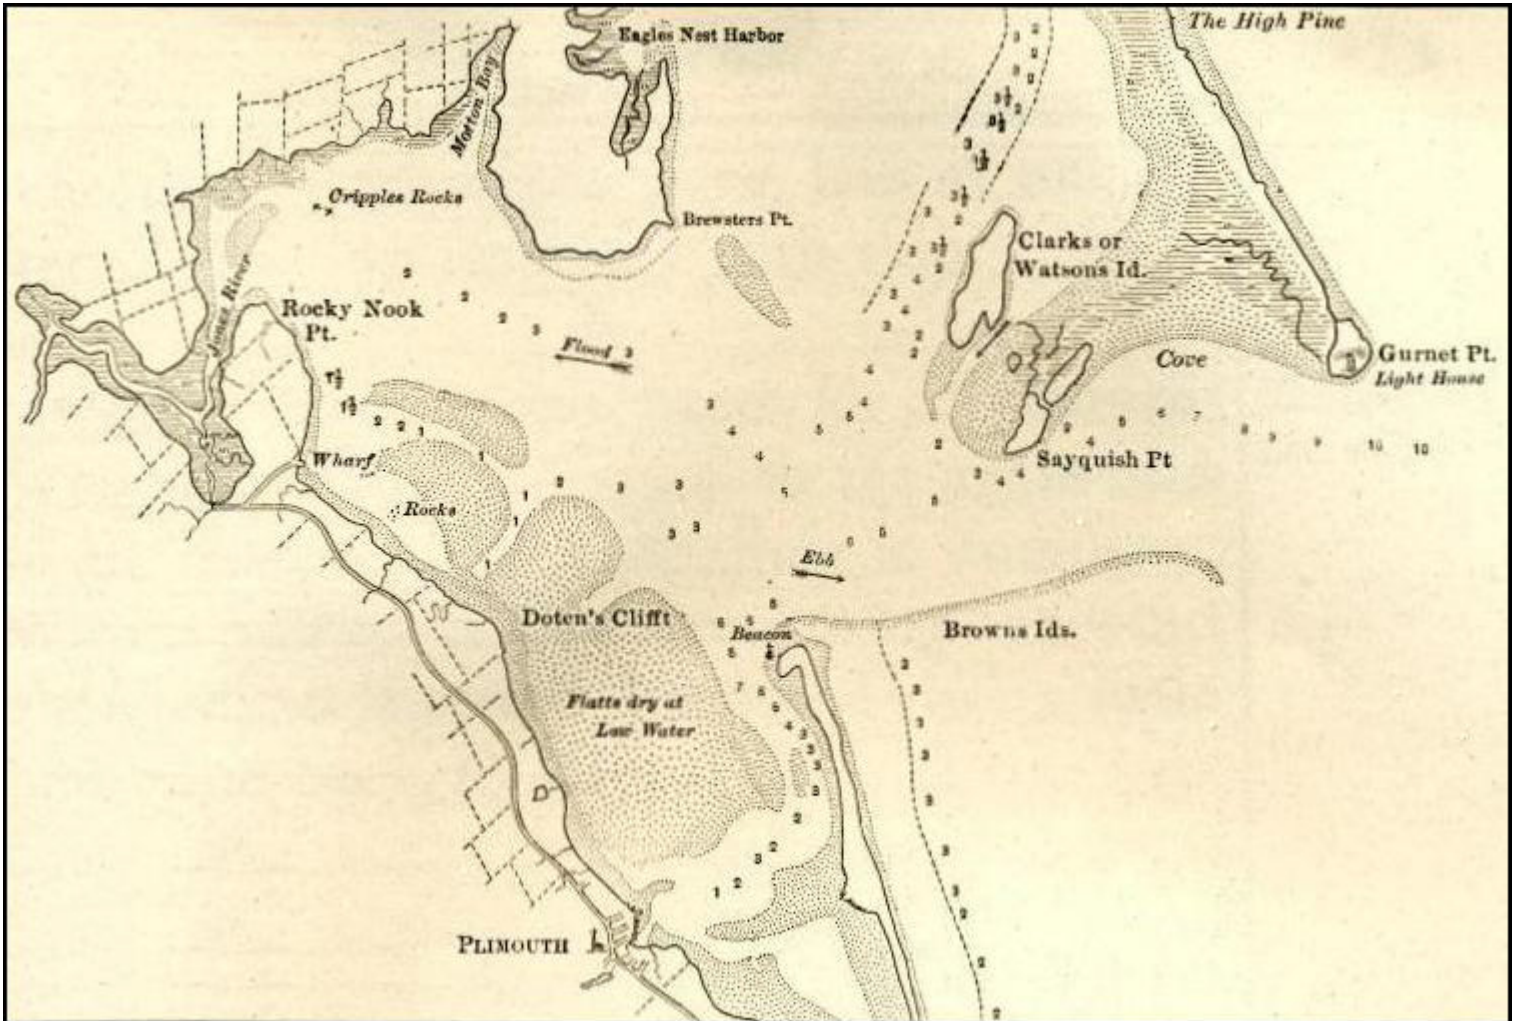 The High Pine
Eagles Nest Harbor
Morton Bay
Cripples Rocks
Brewsters Pt.
Clarks or
Watsons Id.
Jones River
Rocky Nook
Pt.
Flood
Cove
Gurnet Pt.
Light House
Wharf
Sayquish Pt
Rocks
Ebb
Doten's Clifft
Beacon
Browns Ids.
Flatts dry at
Low Water
PLIMOUTH